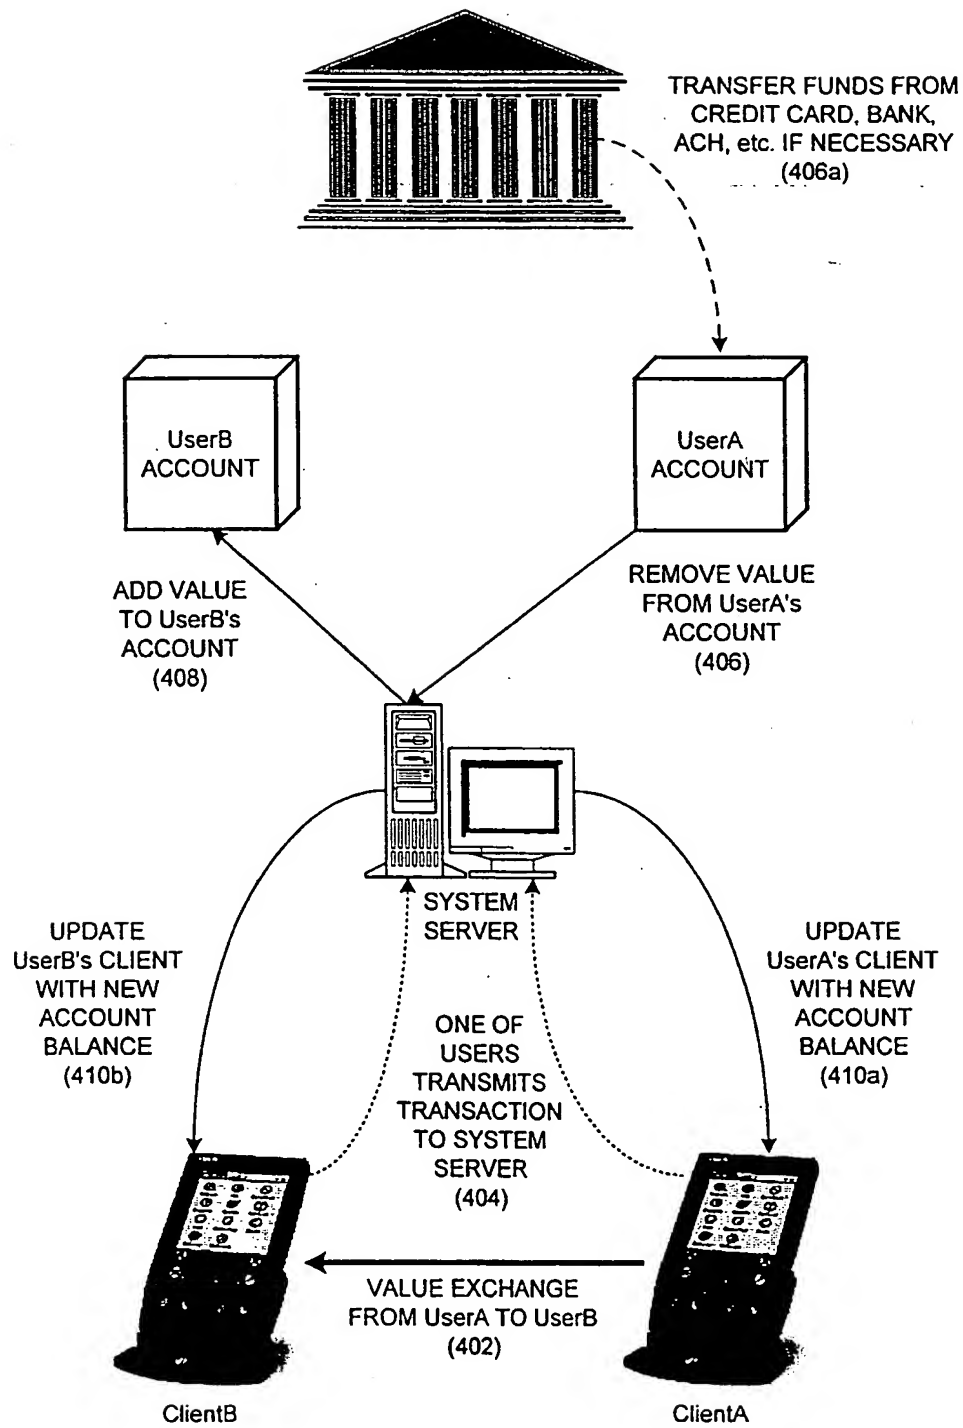 TRANSFER FUNDS FROM
CREDIT CARD, BANK,
ACH, etc. IF NECESSARY
(406a)
UserB
ACCOUNT
UserA
ACCOUNT
ADD VALUE
TO UserB's
ACCOUNT
(408)
REMOVE VALUE
FROM UserA's
ACCOUNT
(406)
SYSTEM
SERVER
UPDATE
UserB's CLIENT
WITH NEW
ACCOUNT
BALANCE
(410b)
ONE OF
USERS
TRANSMITS
TRANSACTION
TO SYSTEM
SERVER
(404)
UPDATE
UserA's CLIENT
WITH NEW
ACCOUNT
BALANCE
(410a)
VALUE EXCHANGE
FROM UserA TO UserB
(402)
ClientB
ClientA